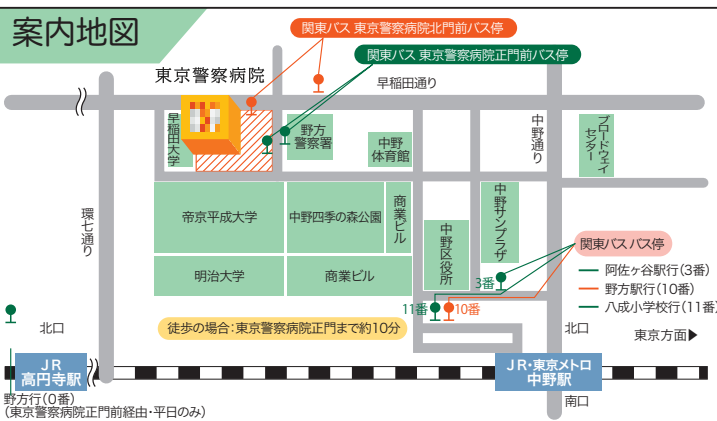 案内地図
関東バス 東京警察病院北門前バス停
関東バス 東京警察病院正門前バス停
東京警察病院
早稲田通り
早稲田大学
野方
警察署
中野
体育館
中野通り
ブロードウェイ
センター
環七通り
帝京平成大学
中野四季の森公園
商業ビル
中野区役所
中野サンプラザ
明治大学
商業ビル
関東バス バス停
阿佐ヶ谷駅行(3番)
野方駅行(10番)
八成小学校行(11番)
3番
11番
10番
徒歩の場合:東京警察病院正門まで約10分
北口
北口
東京方面▶
JR
高円寺駅
JR・東京メトロ
中野駅
南口
野方行(0番)
(東京警察病院正門前経由・平日のみ)